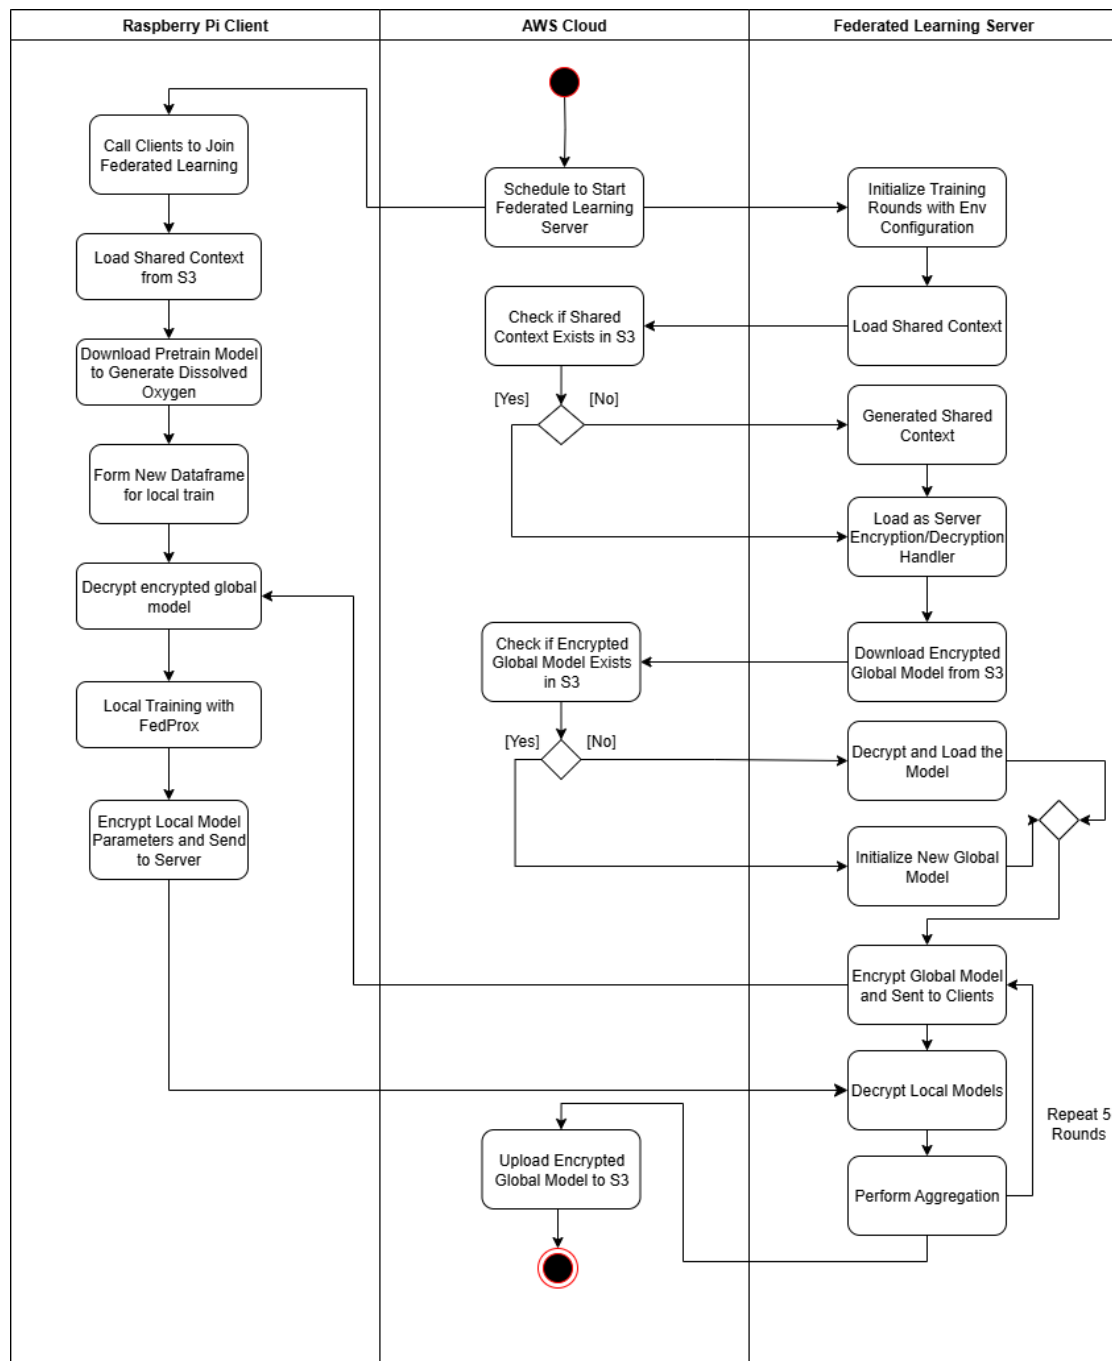 Raspberry Pi Client
AWS Cloud
Federated Learning Server
Call Clients to Join
Federated Learning
Schedule to Start
Federated Learning
Server
Initialize Training
Rounds with Env
Configuration
Load Shared Context
from S3
Check if Shared
Context Exists in S3
Load Shared Context
Download Pretrain Model
to Generate Dissolved
Oxygen
[Yes]
[No]
Generated Shared
Context
Form New Dataframe
for local train
Load as Server
Encryption/Decryption
Handler
Decrypt encrypted global
model
Check if Encrypted
Global Model Exists
in S3
Download Encrypted
Global Model from S3
Local Training with
FedProx
[Yes]
[No]
Decrypt and Load the
Model
Encrypt Local Model
Parameters and Send
to Server
Initialize New Global
Model
Encrypt Global Model
and Sent to Clients
Decrypt Local Models
Repeat 5
Rounds
Upload Encrypted
Global Model to S3
Perform Aggregation